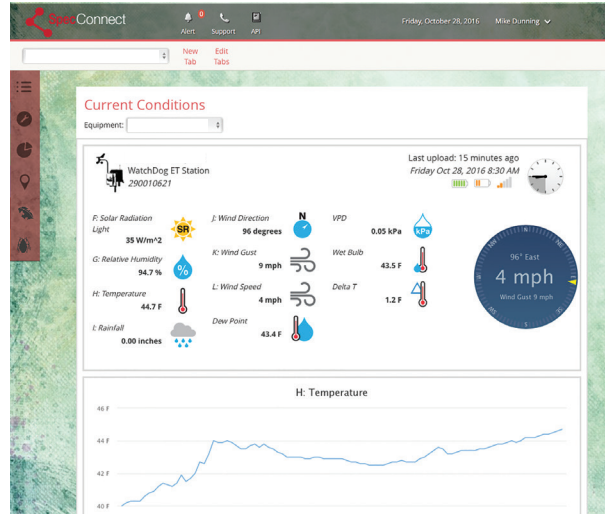 SpecConnect
Alert 0 Support API
Friday, October 28, 2016 Mike Dunning
New Tab
Edit Tabs
Current Conditions
Equipment:
WatchDog ET Station
290010621
Last upload: 15 minutes ago
Friday Oct 28, 2016 8:30 AM
F: Solar Radiation Light
35 W/m^2
SR
G: Relative Humidity
94.7 %
%
H: Temperature
44.7 F
I: Rainfall
0.00 inches
J: Wind Direction
96 degrees
N
K: Wind Gust
9 mph
L: Wind Speed
4 mph
Dew Point
43.4 F
VPD
0.05 kPa
kPa
Wet Bulb
43.5 F
Delta T
1.2 F
96° East
4 mph
Wind Gust 9 mph
H: Temperature
46 F
44 F
42 F
40 F